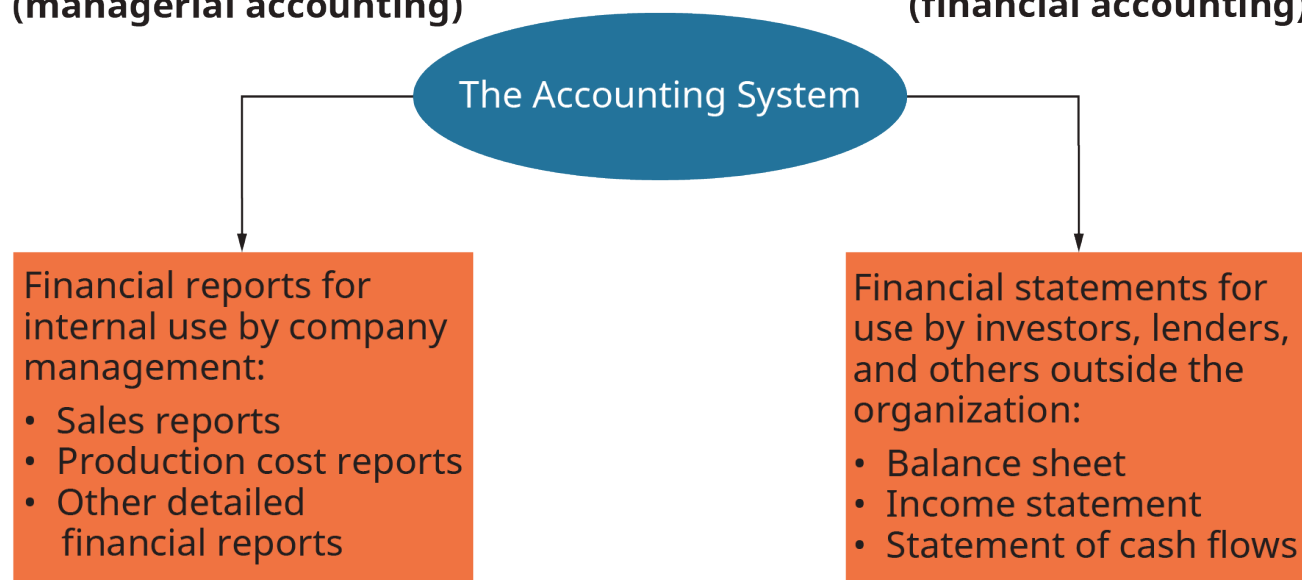 (managerial accounting)
(financial accounting)
The Accounting System
Financial reports for
internal use by company
management:
• Sales reports
• Production cost reports
• Other detailed
financial reports
Financial statements for
use by investors, lenders,
and others outside the
organization:
• Balance sheet
• Income statement
• Statement of cash flows